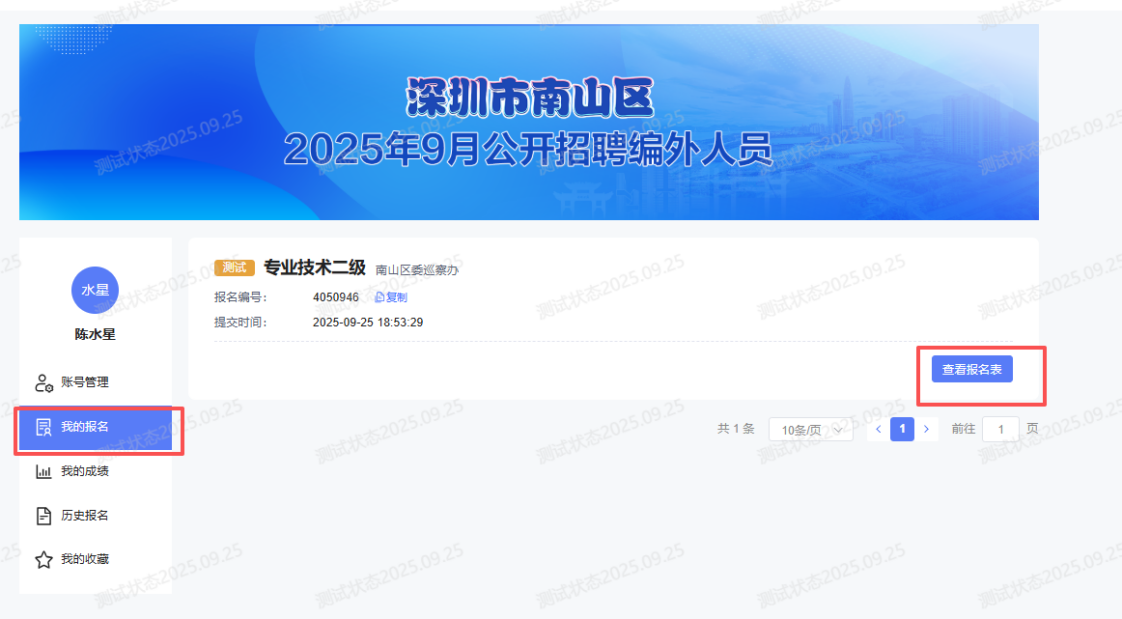 深圳市南山区
2025年9月公开招聘编外人员
水星
陈水星
账号管理
我的报名
我的成绩
历史报名
我的收藏
测试 专业技术二级 南山区委巡察办
报名编号： 4050946 复制
提交时间： 2025-09-25 18:53:29
查看报名表
共 1 条 10条/页 1 前往 1 页
测试状态2025.09.25